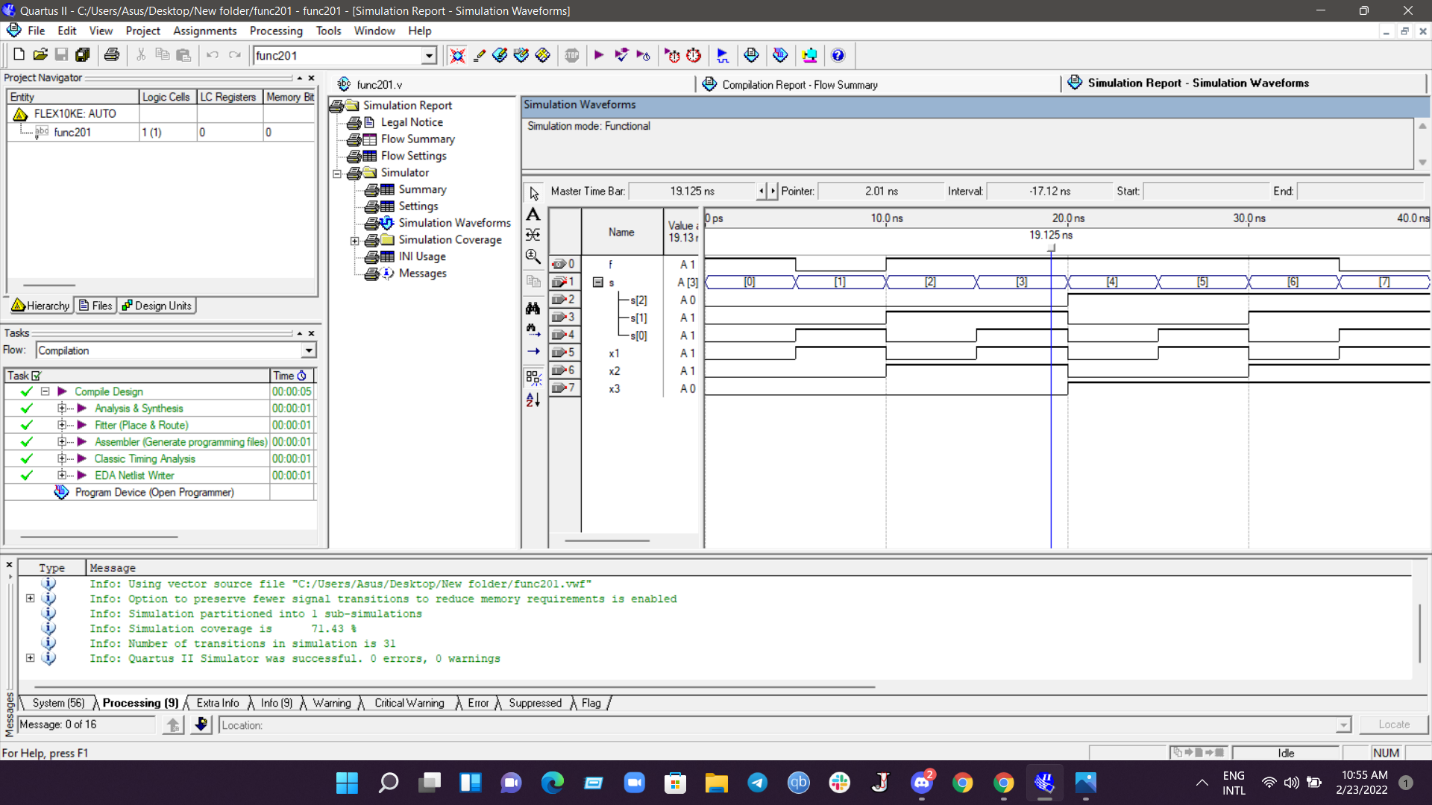 Quartus II - C:/Users/Asus/Desktop/New folder/func201 - func201 - [Simulation Report - Simulation Waveforms]
File Edit View Project Assignments Processing Tools Window Help
func201
Project Navigator
Entity Logic Cells LC Registers Memory Bit
FLEX10KE: AUTO
func201 1 (1) 0 0
Hierarchy Files Design Units
Tasks
Flow: Compilation
Task Time
Compile Design 00:00:05
Analysis & Synthesis 00:00:01
Fitter (Place & Route) 00:00:01
Assembler (Generate programming files) 00:00:01
Classic Timing Analysis 00:00:01
EDA Netlist Writer 00:00:01
Program Device (Open Programmer)
func201.v
Compilation Report - Flow Summary
Simulation Report - Simulation Waveforms
Simulation Report
Legal Notice
Flow Summary
Flow Settings
Simulator
Summary
Settings
Simulation Waveforms
Simulation Coverage
INI Usage
Messages
Simulation Waveforms
Simulation mode: Functional
Master Time Bar: 19.125 ns Pointer: 2.01 ns Interval: -17.12 ns Start: End:
Name
Value
19.13
0 ps 10.0 ns 20.0 ns 30.0 ns 40.0 ns
19.125 ns
0 f A 1
1 s A [3] [0] [1] [2] [3] [4] [5] [6] [7]
2 s[2] A 0
3 s[1] A 1
4 s[0] A 1
5 x1 A 1
6 x2 A 1
7 x3 A 0
Type Message
Info: Using vector source file "C:/Users/Asus/Desktop/New folder/func201.vwf"
Info: Option to preserve fewer signal transitions to reduce memory requirements is enabled
Info: Simulation partitioned into 1 sub-simulations
Info: Simulation coverage is 71.43 %
Info: Number of transitions in simulation is 31
Info: Quartus II Simulator was successful. 0 errors, 0 warnings
System (56) Processing (9) Extra Info Info (9) Warning Critical Warning Error Suppressed Flag
Messages
Message: 0 of 16 Location: Locate
For Help, press F1 Idle NUM
2
ENG
INTL
10:55 AM
2/23/2022
1